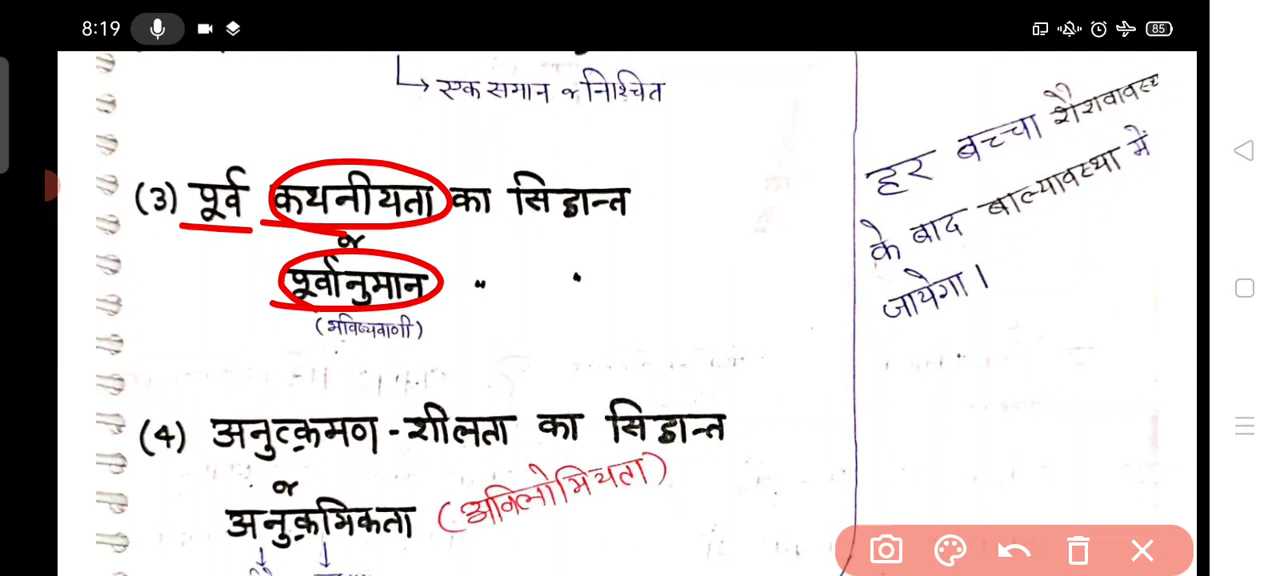 8:19
85
→ एक समान & निश्चित
(3) पूर्व कथनीयता का सिद्धान्त
or
पूर्वानुमान " "
(भविष्यवाणी)
(4) अनुत्क्रमण-शीलता का सिद्धान्त
or
अनुक्रमिकता (अविलोमियता)
हर बच्चा शैशवावस्था
के बाद बाल्यावस्था में
जायेगा।